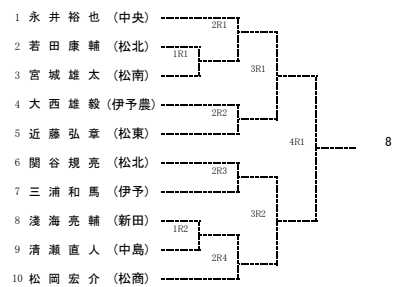 1 永 井 裕 也 (中央)
2R1
2 若 田 康 輔 (松北)
1R1
3 宮 城 雄 太 (松南)
3R1
4 大 西 雄 毅 (伊予農)
2R2
5 近 藤 弘 章 (松東)
4R1
8
6 関 谷 規 亮 (松北)
2R3
7 三 浦 和 馬 (伊予)
3R2
8 淺 海 亮 輔 (新田)
1R2
9 清 瀬 直 人 (中島)
2R4
10 松 岡 宏 介 (松商)